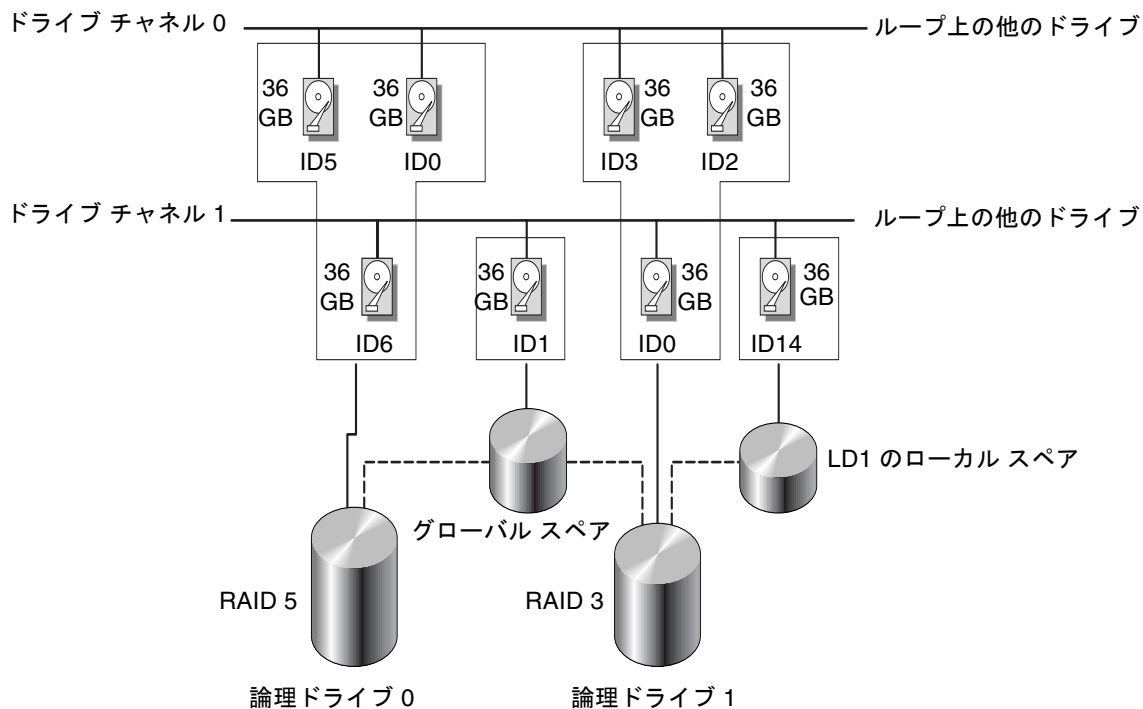 ドライブ チャネル 0
ループ上の他のドライブ
36
GB
36
GB
36
GB
36
GB
ID5
ID0
ID3
ID2
ドライブ チャネル 1
ループ上の他のドライブ
36
GB
36
GB
36
GB
36
GB
ID6
ID1
ID0
ID14
LD1 のローカル スペア
グローバル スペア
RAID 5
RAID 3
論理ドライブ 0
論理ドライブ 1